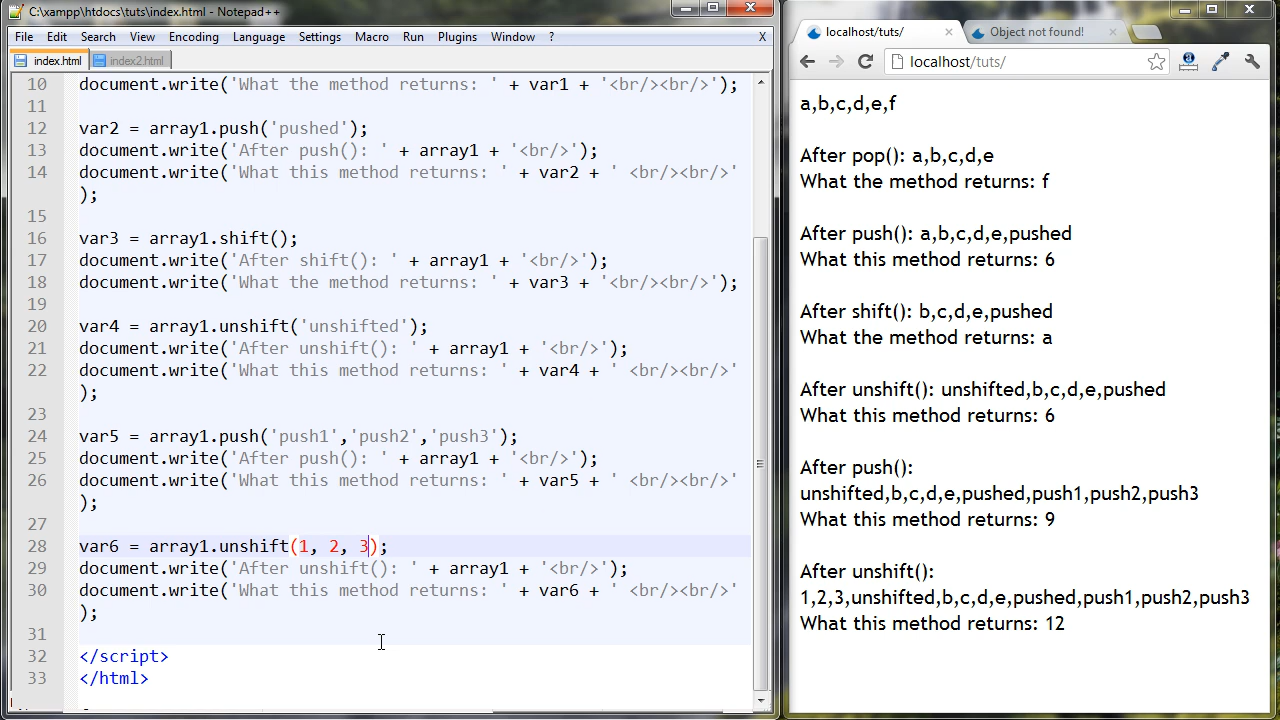 C:\xampp\htdocs\tuts\index.html - Notepad++
File Edit Search View Encoding Language Settings Macro Run Plugins Window ? X
index.html index2.html
10 document.write('What the method returns: ' + var1 + '<br/><br/>');
11
12 var2 = array1.push('pushed');
13 document.write('After push(): ' + array1 + '<br/>');
14 document.write('What this method returns: ' + var2 + ' <br/><br/>'
);
15
16 var3 = array1.shift();
17 document.write('After shift(): ' + array1 + '<br/>');
18 document.write('What the method returns: ' + var3 + '<br/><br/>');
19
20 var4 = array1.unshift('unshifted');
21 document.write('After unshift(): ' + array1 + '<br/>');
22 document.write('What this method returns: ' + var4 + ' <br/><br/>'
);
23
24 var5 = array1.push('push1','push2','push3');
25 document.write('After push(): ' + array1 + '<br/>');
26 document.write('What this method returns: ' + var5 + ' <br/><br/>'
);
27
28 var6 = array1.unshift(1, 2, 3);
29 document.write('After unshift(): ' + array1 + '<br/>');
30 document.write('What this method returns: ' + var6 + ' <br/><br/>'
);
31
32 </script>
33 </html>
localhost/tuts/ Object not found!
localhost/tuts/
a,b,c,d,e,f
After pop(): a,b,c,d,e
What the method returns: f
After push(): a,b,c,d,e,pushed
What this method returns: 6
After shift(): b,c,d,e,pushed
What the method returns: a
After unshift(): unshifted,b,c,d,e,pushed
What this method returns: 6
After push():
unshifted,b,c,d,e,pushed,push1,push2,push3
What this method returns: 9
After unshift():
1,2,3,unshifted,b,c,d,e,pushed,push1,push2,push3
What this method returns: 12